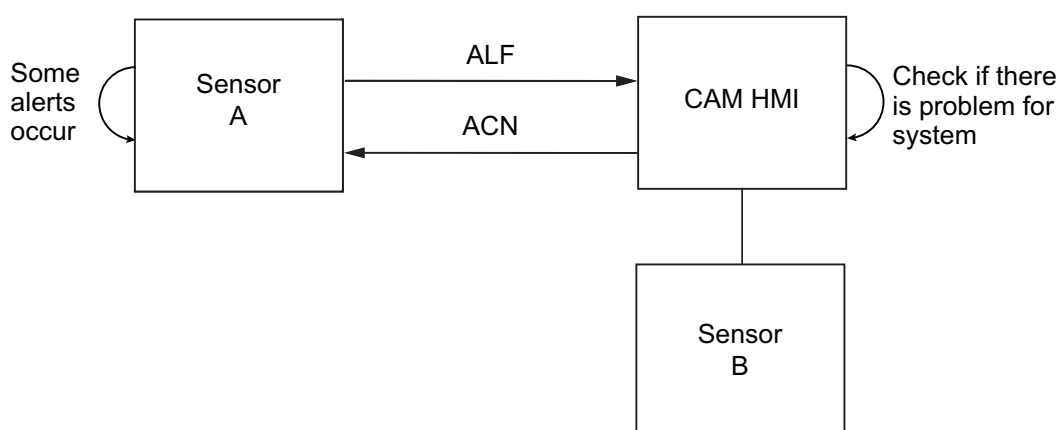 Some
alerts
occur
Sensor
A
ALF
ACN
CAM HMI
Check if there
is problem for
system
Sensor
B